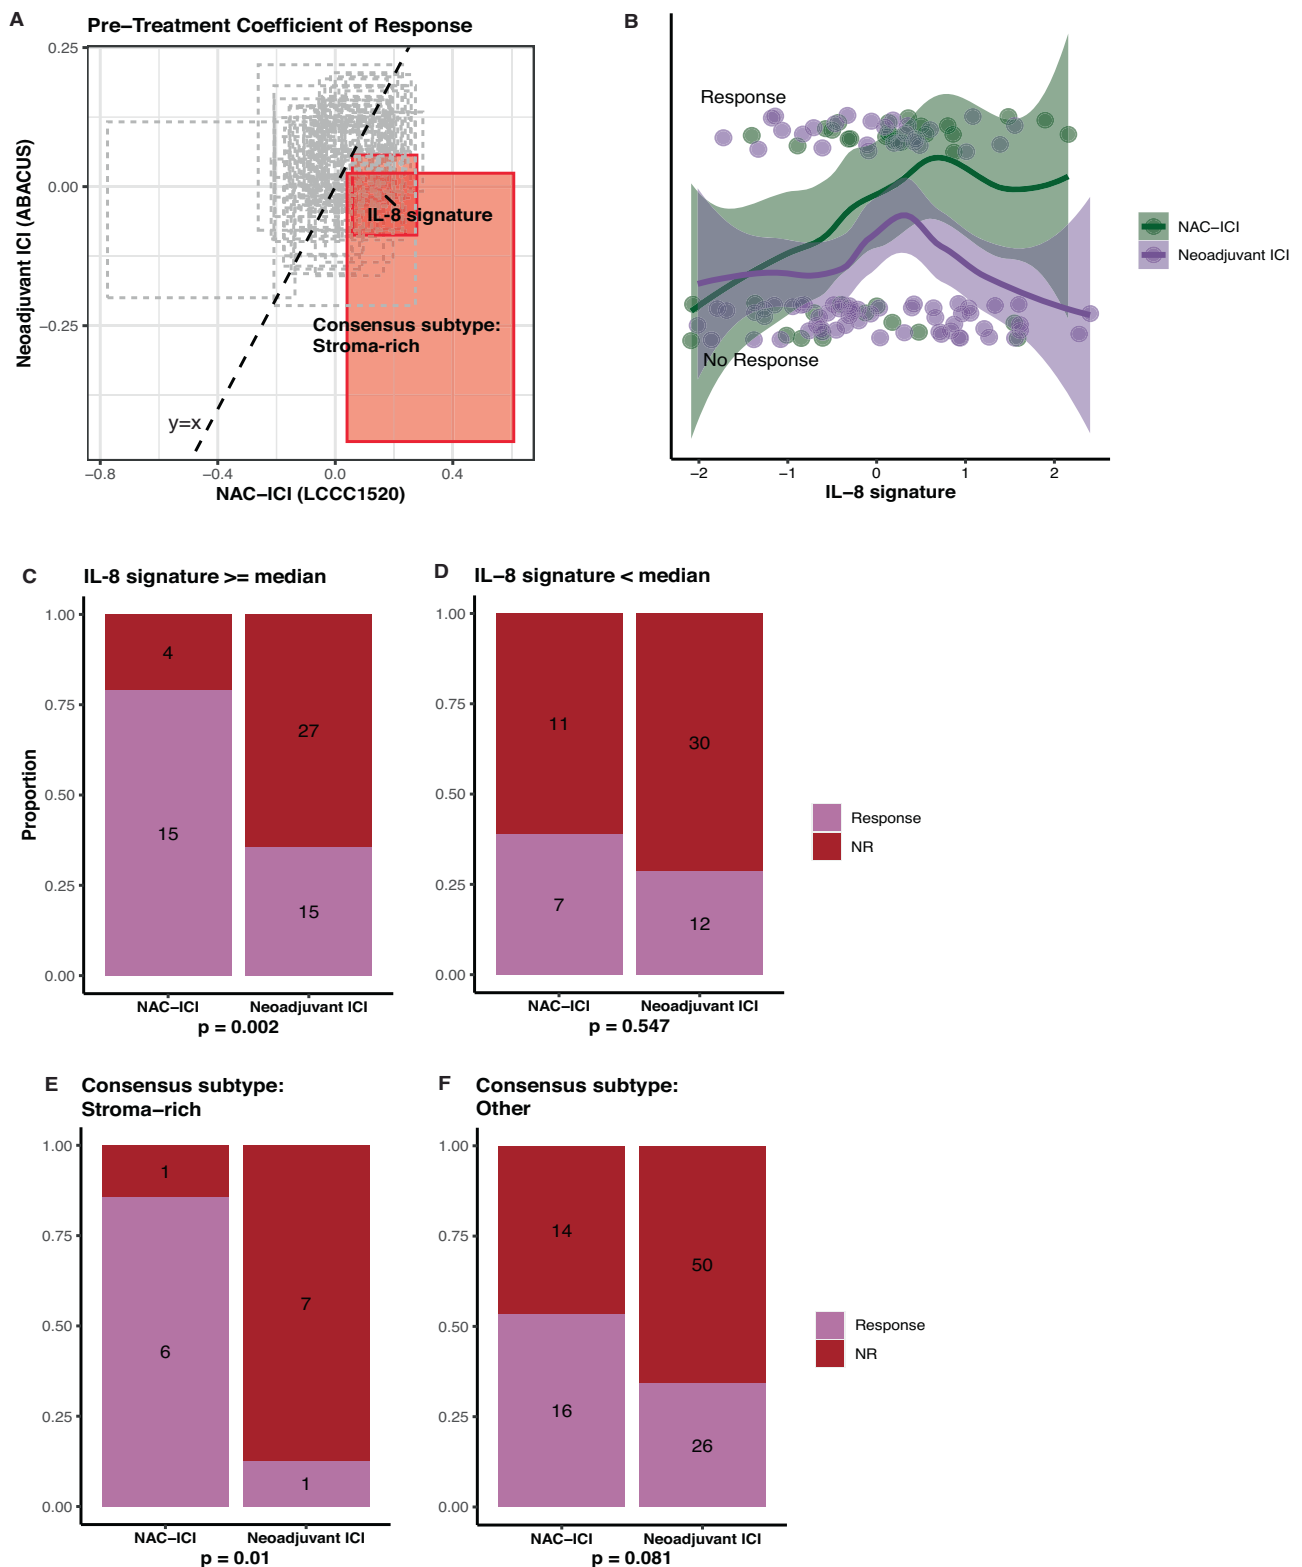 A
Pre–Treatment Coefficient of Response
0.25
0.00
−0.25
Neoadjuvant ICI (ABACUS)
IL-8 signature
Consensus subtype:
Stroma-rich
y=x
−0.8
−0.4
0.0
0.4
NAC–ICI (LCCC1520)
B
Response
No Response
−2
−1
0
1
2
IL–8 signature
NAC–ICI
Neoadjuvant ICI
C
IL-8 signature >= median
1.00
0.75
0.50
0.25
0.00
Proportion
4
15
27
15
NAC–ICI
Neoadjuvant ICI
p = 0.002
D
IL–8 signature < median
1.00
0.75
0.50
0.25
0.00
11
7
30
12
NAC–ICI
Neoadjuvant ICI
p = 0.547
Response
NR
E
Consensus subtype:
Stroma–rich
1.00
0.75
0.50
0.25
0.00
1
6
7
1
NAC–ICI
Neoadjuvant ICI
p = 0.01
F
Consensus subtype:
Other
1.00
0.75
0.50
0.25
0.00
14
16
50
26
NAC–ICI
Neoadjuvant ICI
p = 0.081
Response
NR